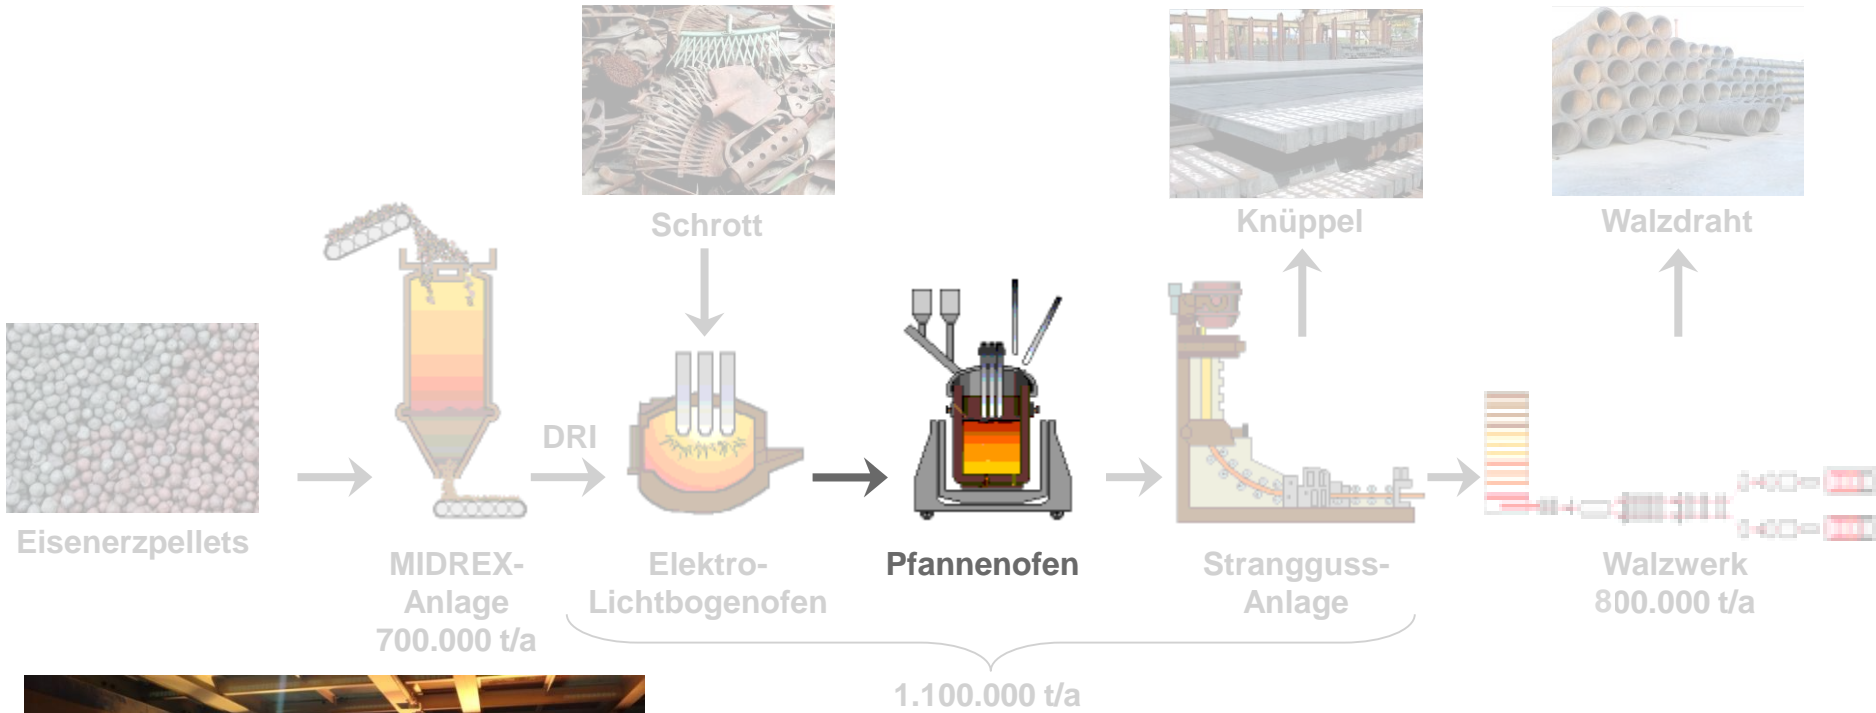 Schrott
Knüppel
Walzdraht
DRI
Eisenerzpellets
MIDREX-
Anlage
700.000 t/a
Elektro-
Lichtbogenofen
Pfannenofen
Strangguss-
Anlage
Walzwerk
800.000 t/a
1.100.000 t/a